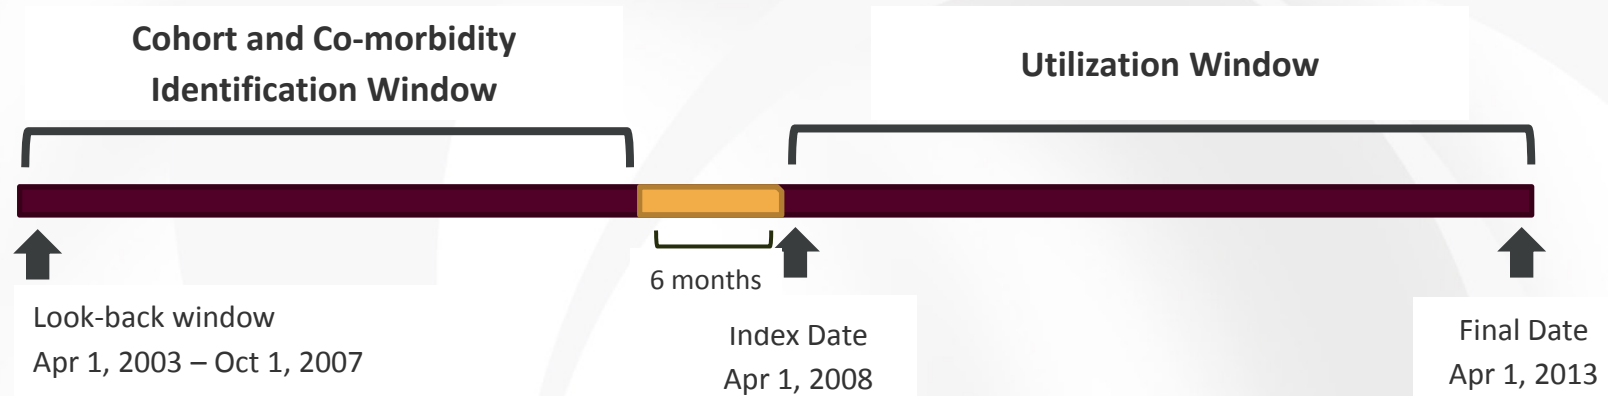 Cohort and Co-morbidity
Identification Window
Utilization Window
6 months
Look-back window
Apr 1, 2003 – Oct 1, 2007
Index Date
Apr 1, 2008
Final Date
Apr 1, 2013